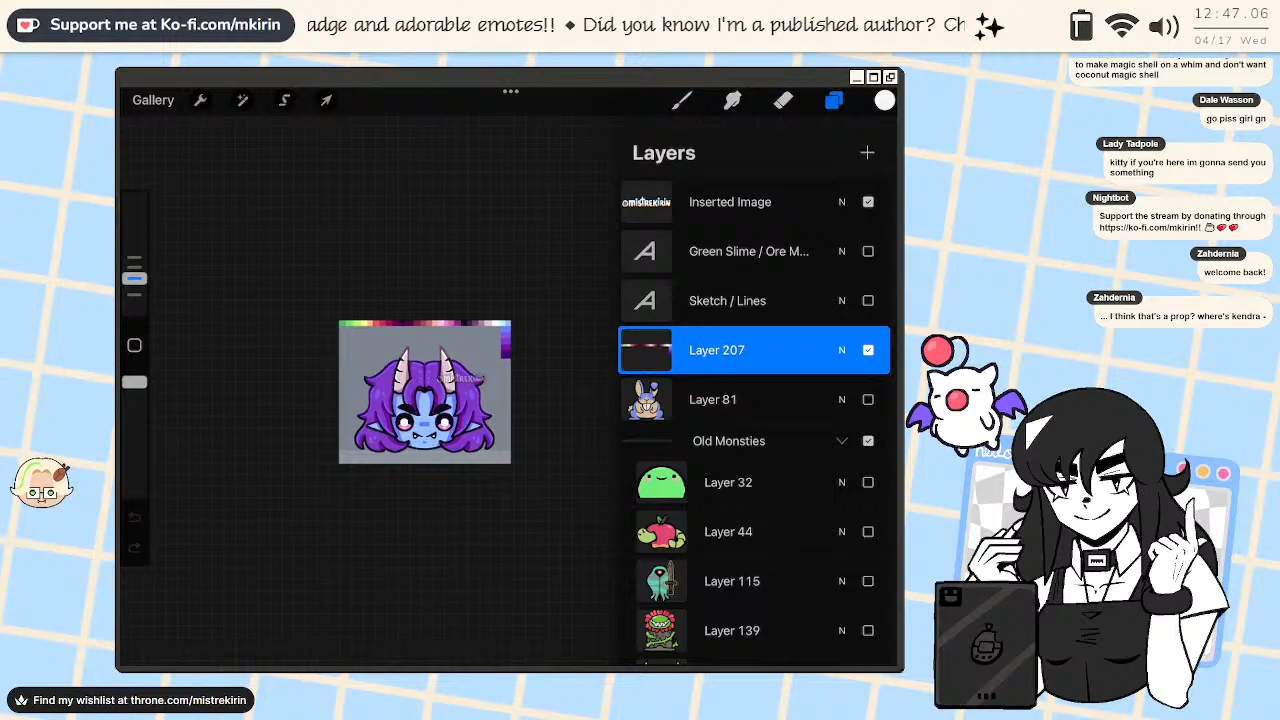 Support me at Ko-fi.com/mkirin
adge and adorable emotes!! ◆ Did you know I'm a published author? Ch
12:47.06
04/17 Wed
to make magic shell on a whim and don't want
coconut magic shell
Dale Wasson
go piss girl gn
Lady Tadpole
kitty if you're here im gonna send you
something
Nightbot
Support the stream by donating through
https://ko-fi.com/mkirin!!
Zahdernia
welcome back!
Zahdernia
... I think that's a prop? where's kendra -
Gallery
Layers
@MISTREKIRIN
Inserted Image N
Green Slime / Ore M... N
Sketch / Lines N
Layer 207 N
Layer 81 N
Old Monsties
Layer 32 N
Layer 44 N
Layer 115 N
Layer 139 N
@MISTREKIRIN
Find my wishlist at throne.com/mistrekirin